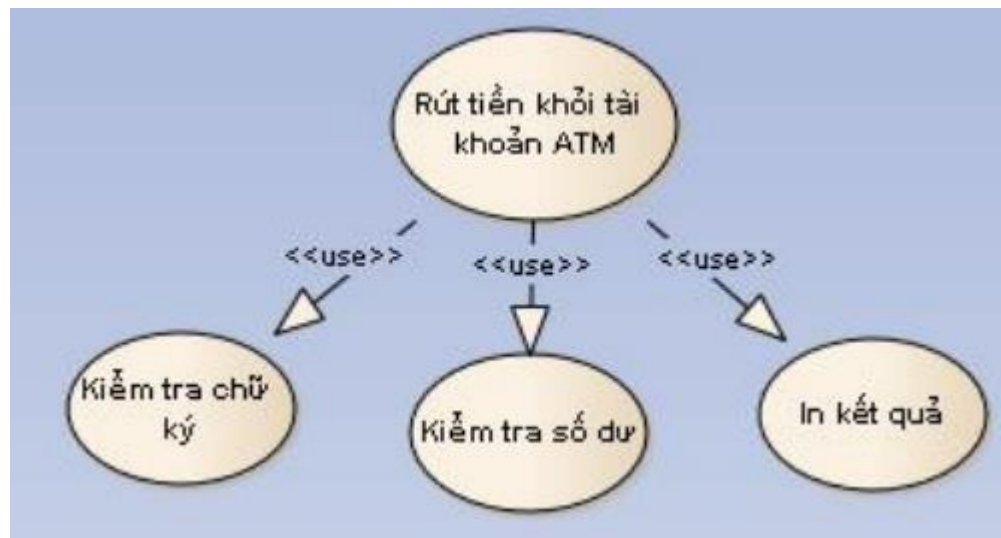 Rút tiền khỏi tài
khoản ATM
<<use>>
<<use>>
<<use>>
Kiểm tra chữ
ký
Kiểm tra số dư
In kết quả